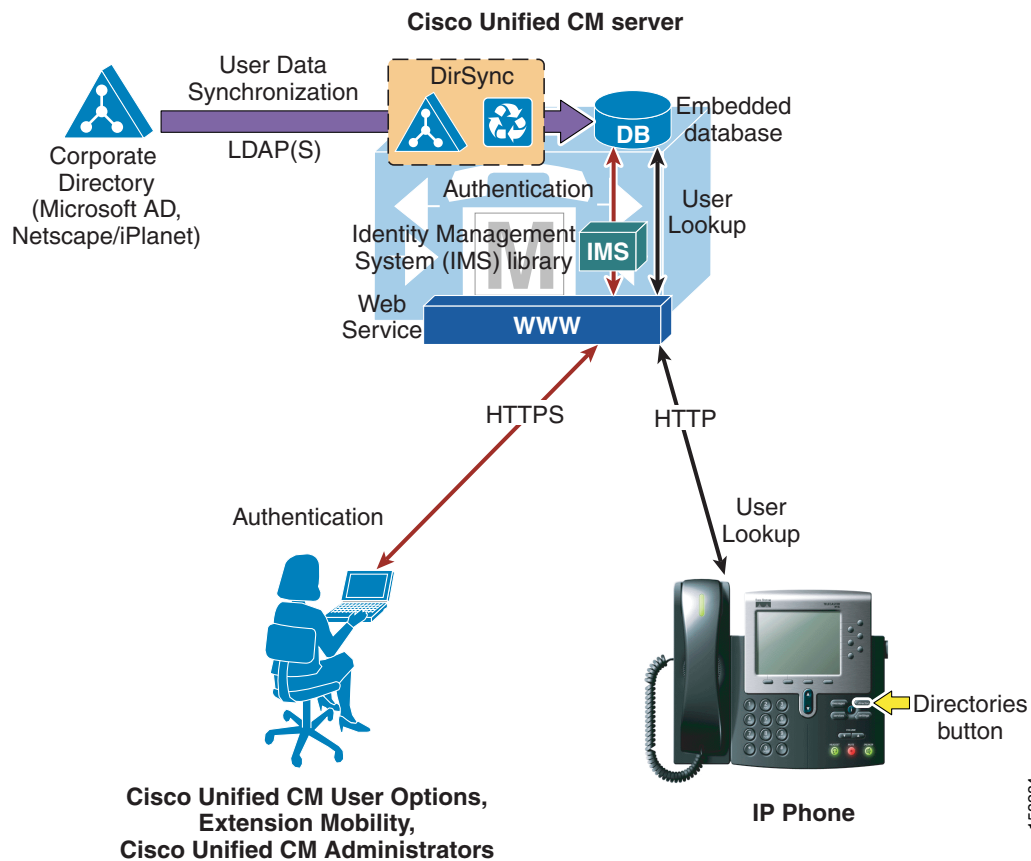 Cisco Unified CM server
User Data
Synchronization
DirSync
LDAP(S)
DB
Embedded
database
Corporate
Directory
(Microsoft AD,
Netscape/iPlanet)
Authentication
User
Lookup
Identity Management
System (IMS) library
IMS
M
Web
Service
WWW
HTTPS
HTTP
Authentication
User
Lookup
Directories
button
Cisco Unified CM User Options,
Extension Mobility,
Cisco Unified CM Administrators
IP Phone